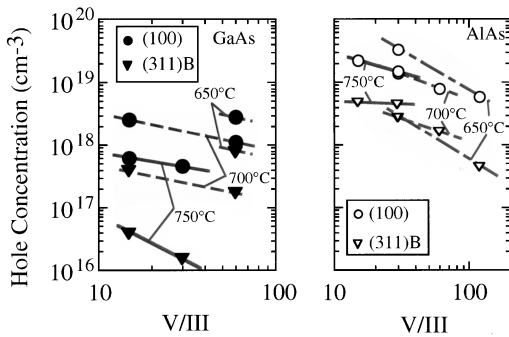 Hole Concentration (cm-3)
10^20
10^19
10^18
10^17
10^16
GaAs
(100)
(311)B
650°C
700°C
750°C
10
100
V/III
AlAs
750°C
700°C
650°C
(100)
(311)B
10
100
V/III